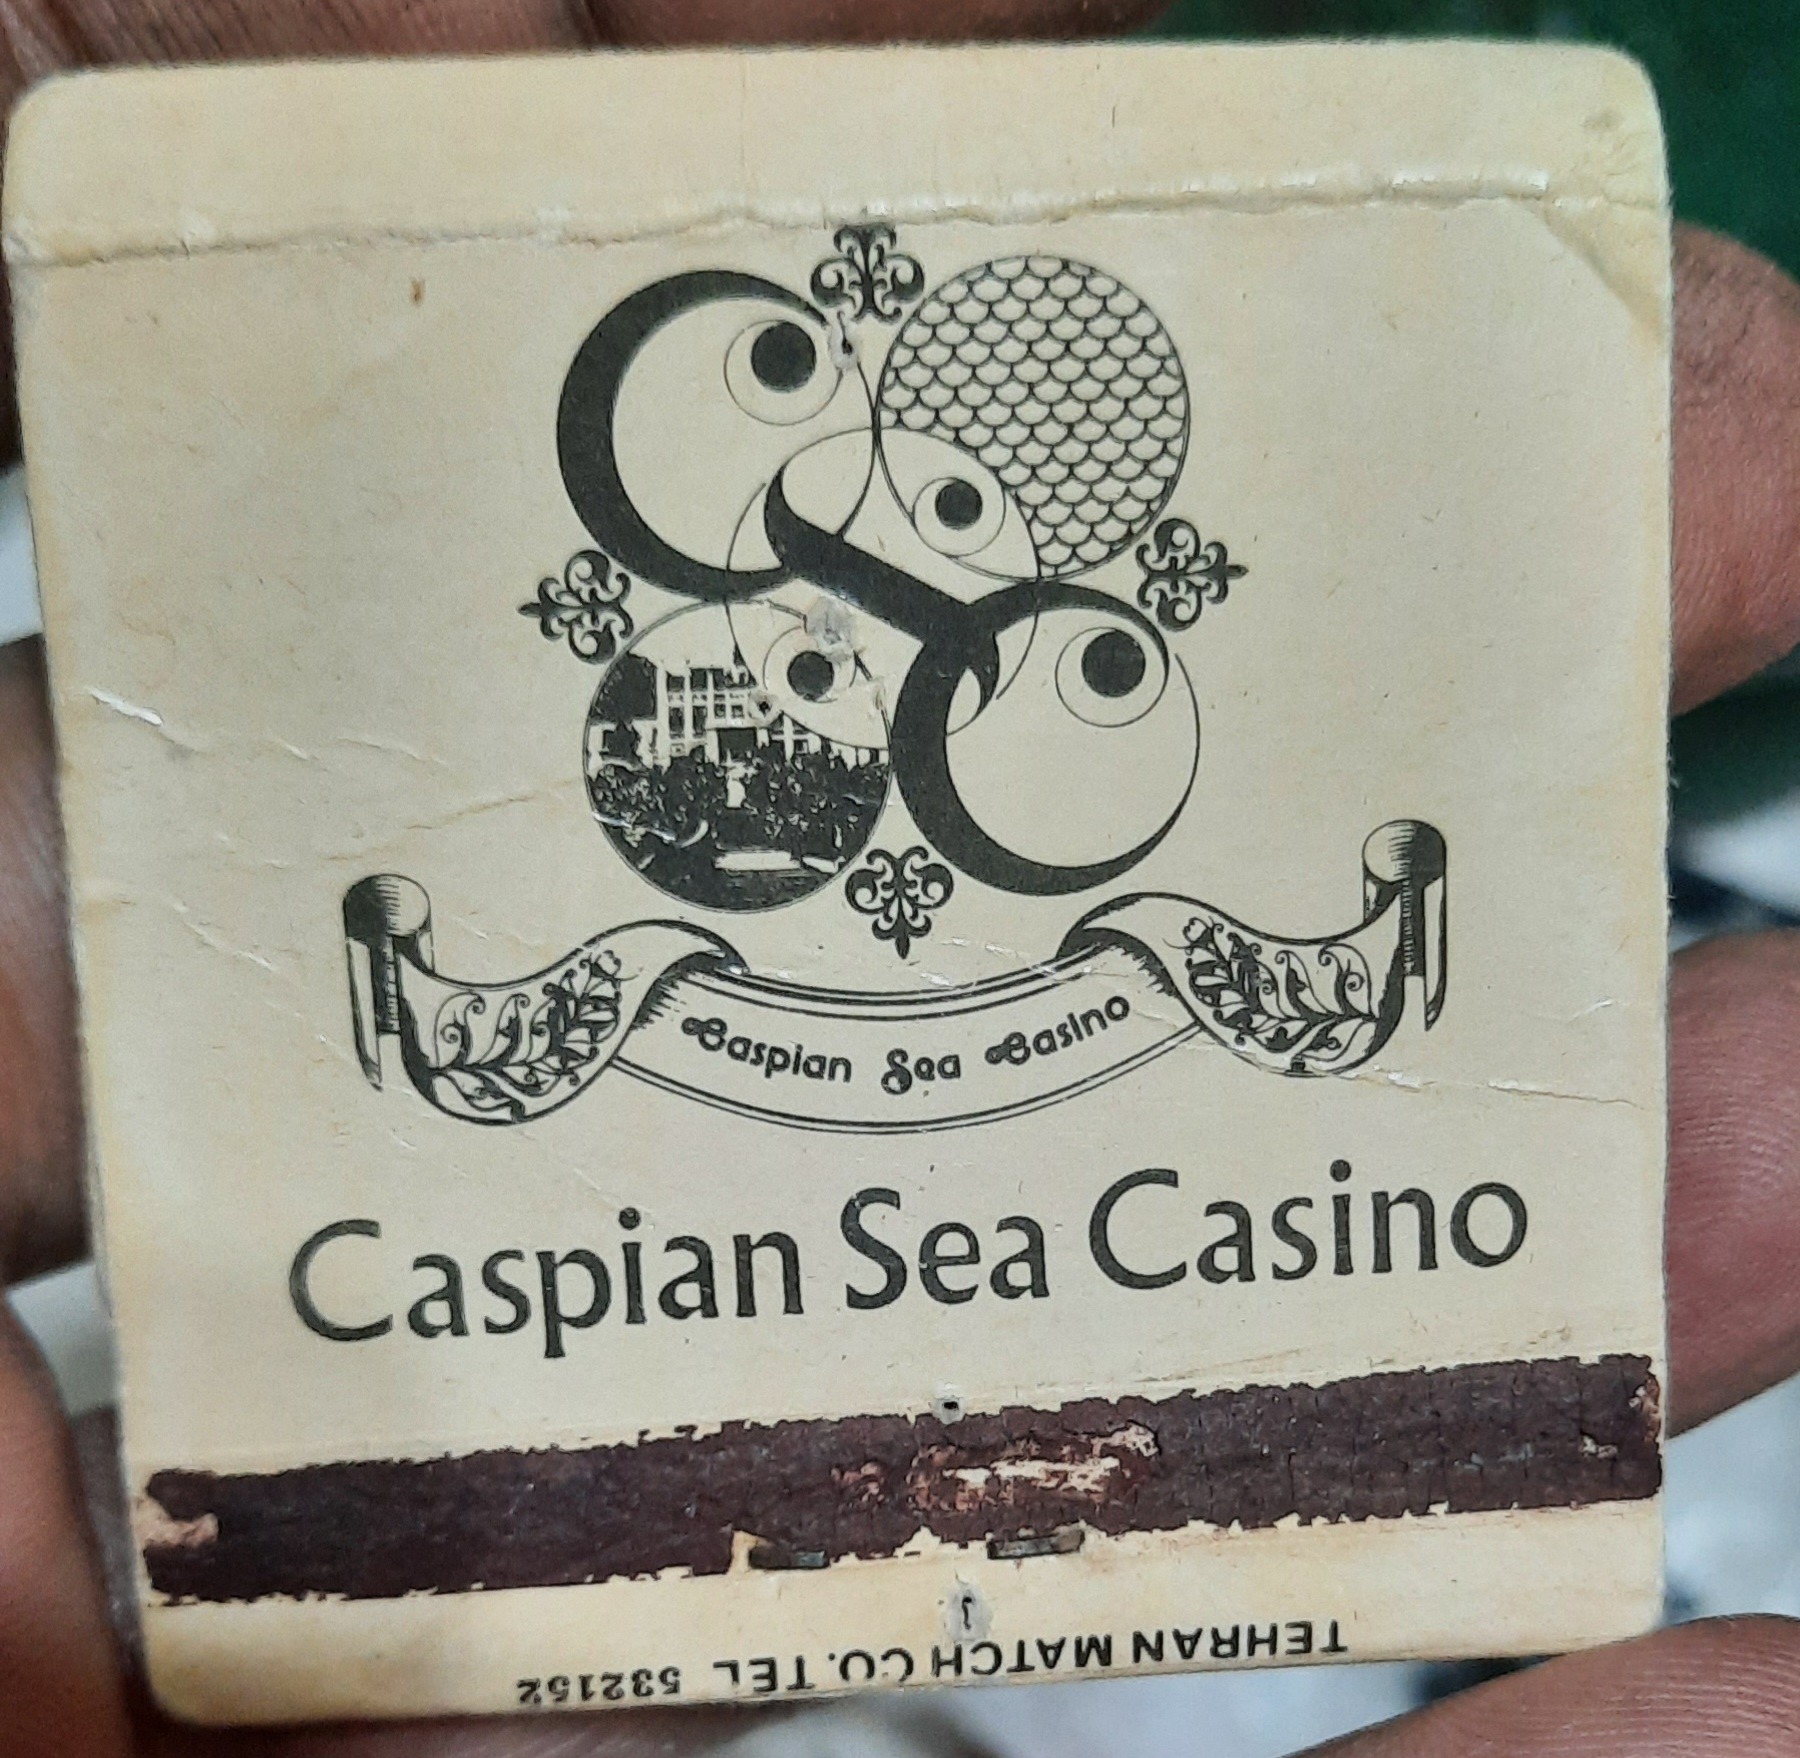 Caspian Sea Casino
Caspian Sea Casino
TEHRAN MATCH CO. TEL 532152